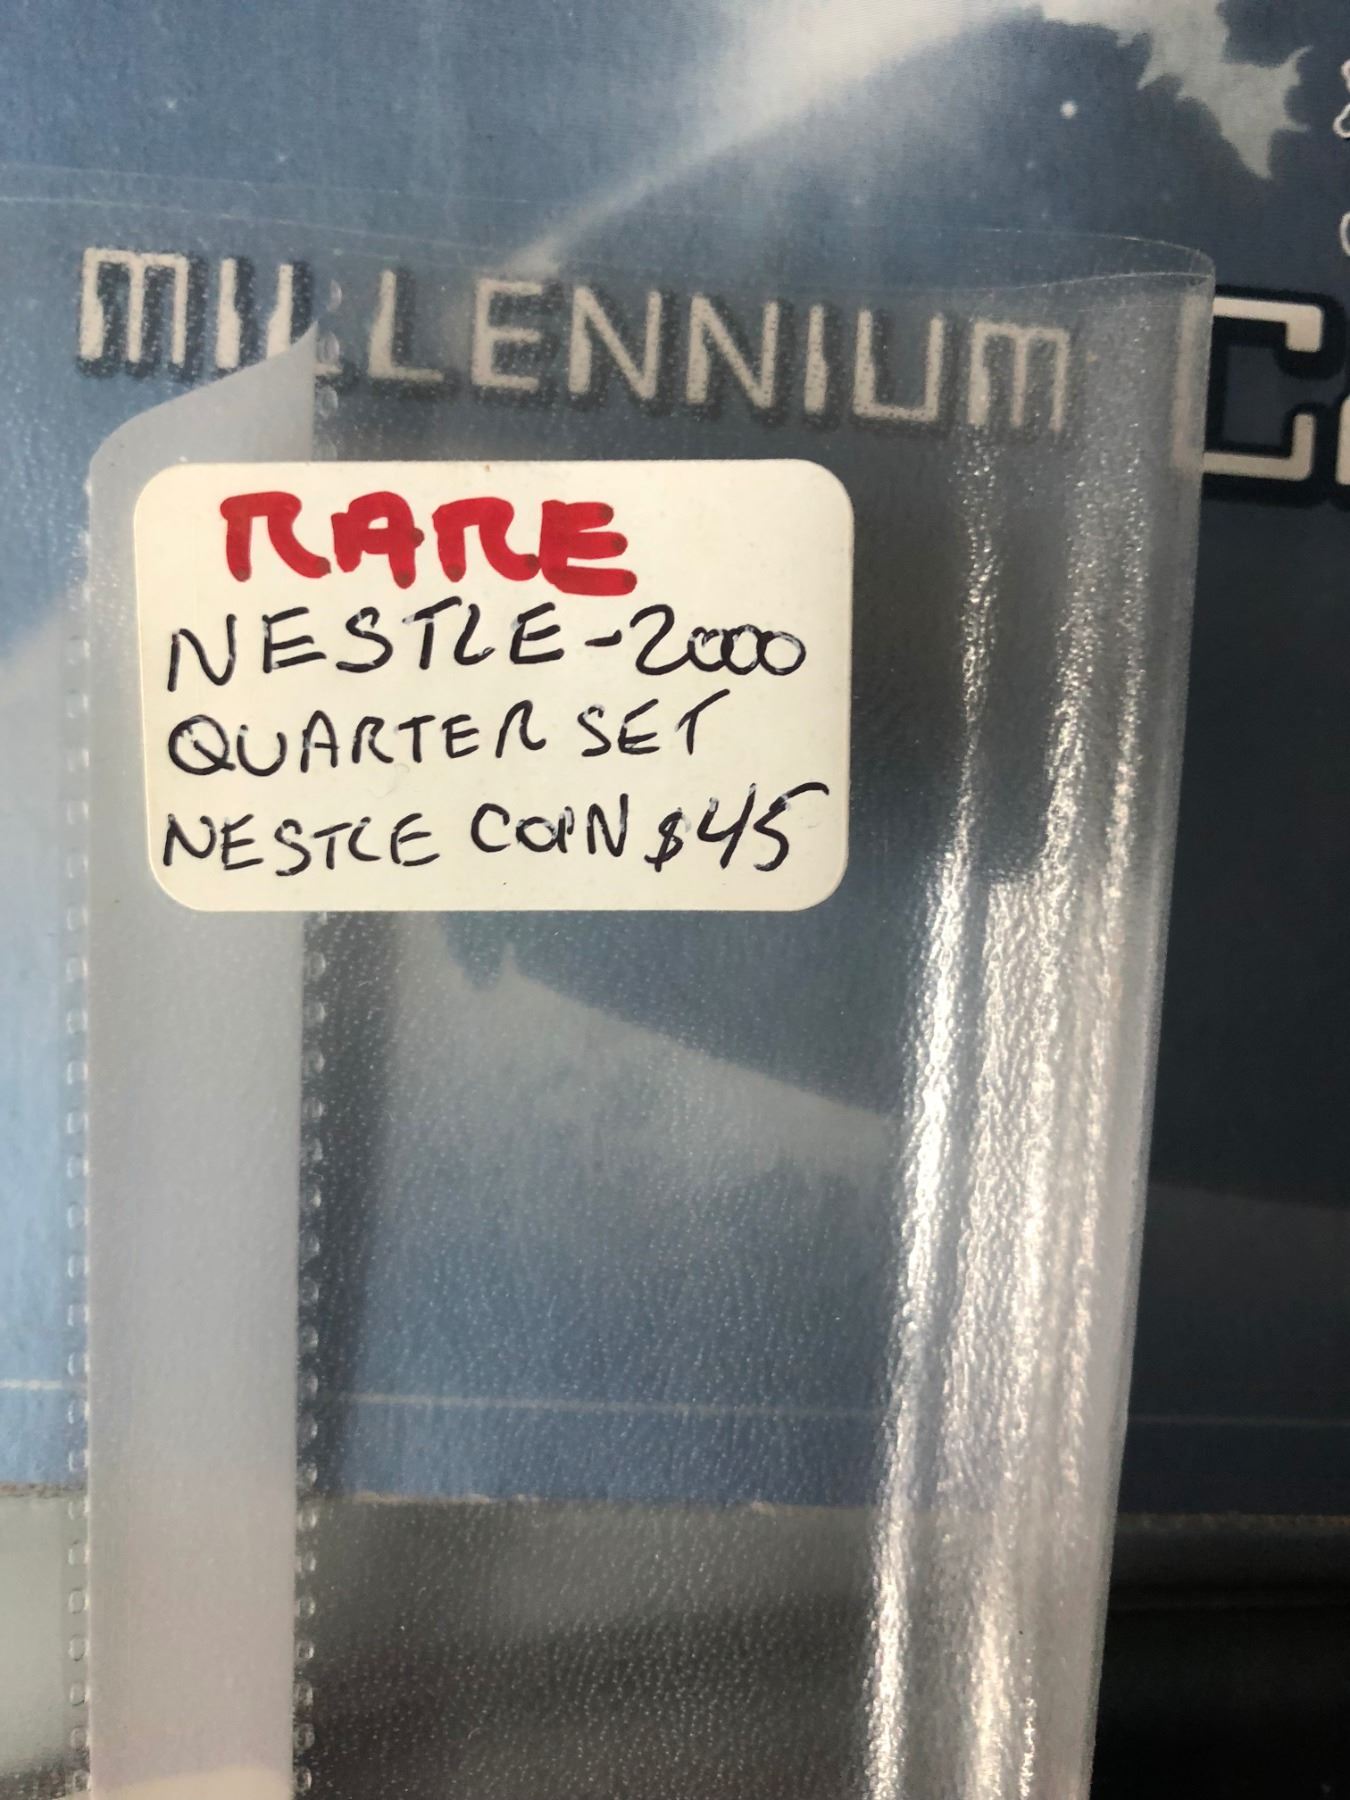 MILLENNIUM
RARE
NESTLE-2000
QUARTER SET
NESTLE COIN $45